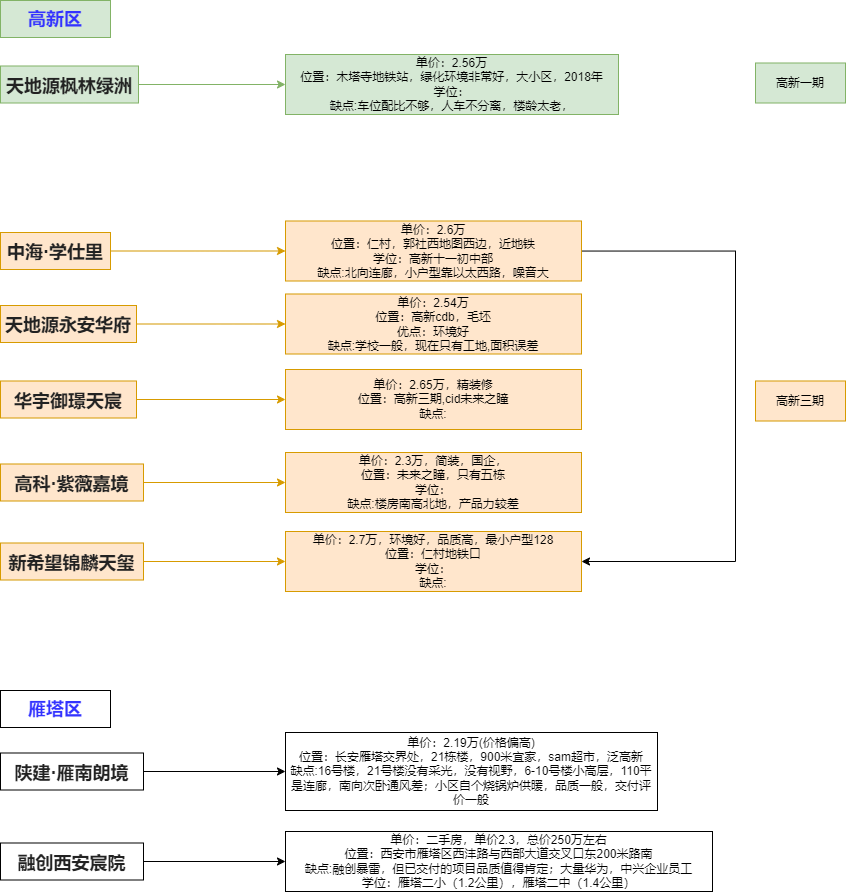 高新区
天地源枫林绿洲
单价：2.56万
位置：木塔寺地铁站，绿化环境非常好，大小区，2018年
学位：
缺点:车位配比不够，人车不分离，楼龄太老，
高新一期
中海·学仕里
单价：2.6万
位置：仁村，郭社西地图西边，近地铁
学位：高新十一初中部
缺点:北向连廊，小户型靠以太西路，噪音大
天地源永安华府
单价：2.54万
位置：高新cdb，毛坯
优点：环境好
缺点:学校一般，现在只有工地,面积误差
华宇御璟天宸
单价：2.65万，精装修
位置：高新三期,cid未来之瞳
缺点:
高新三期
高科·紫薇嘉境
单价：2.3万，简装，国企，
位置：未来之瞳，只有五栋
学位：
缺点:楼房南高北地，产品力较差
新希望锦麟天玺
单价：2.7万，环境好，品质高，最小户型128
位置：仁村地铁口
学位：
缺点:
雁塔区
陕建·雁南朗境
单价：2.19万(价格偏高)
位置：长安雁塔交界处，21栋楼，900米宜家，sam超市，泛高新
缺点:16号楼，21号楼没有采光，没有视野，6-10号楼小高层，110平
是连廊，南向次卧通风差；小区自个烧锅炉供暖，品质一般，交付评
价一般
融创西安宸院
单价：二手房，单价2.3，总价250万左右
位置：西安市雁塔区西沣路与西部大道交叉口东200米路南
缺点:融创暴雷，但已交付的项目品质值得肯定；大量华为，中兴企业员工
学位：雁塔二小（1.2公里），雁塔二中（1.4公里）